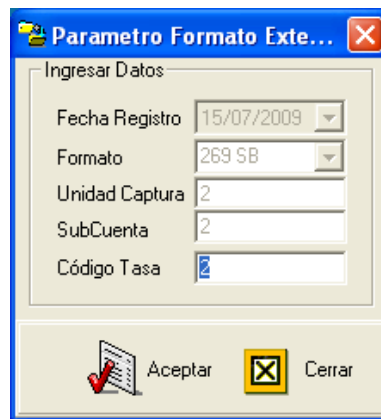 Parametro Formato Exte...
Ingresar Datos
Fecha Registro 15/07/2009
Formato 269 SB
Unidad Captura 2
SubCuenta 2
Código Tasa 2
Aceptar Cerrar